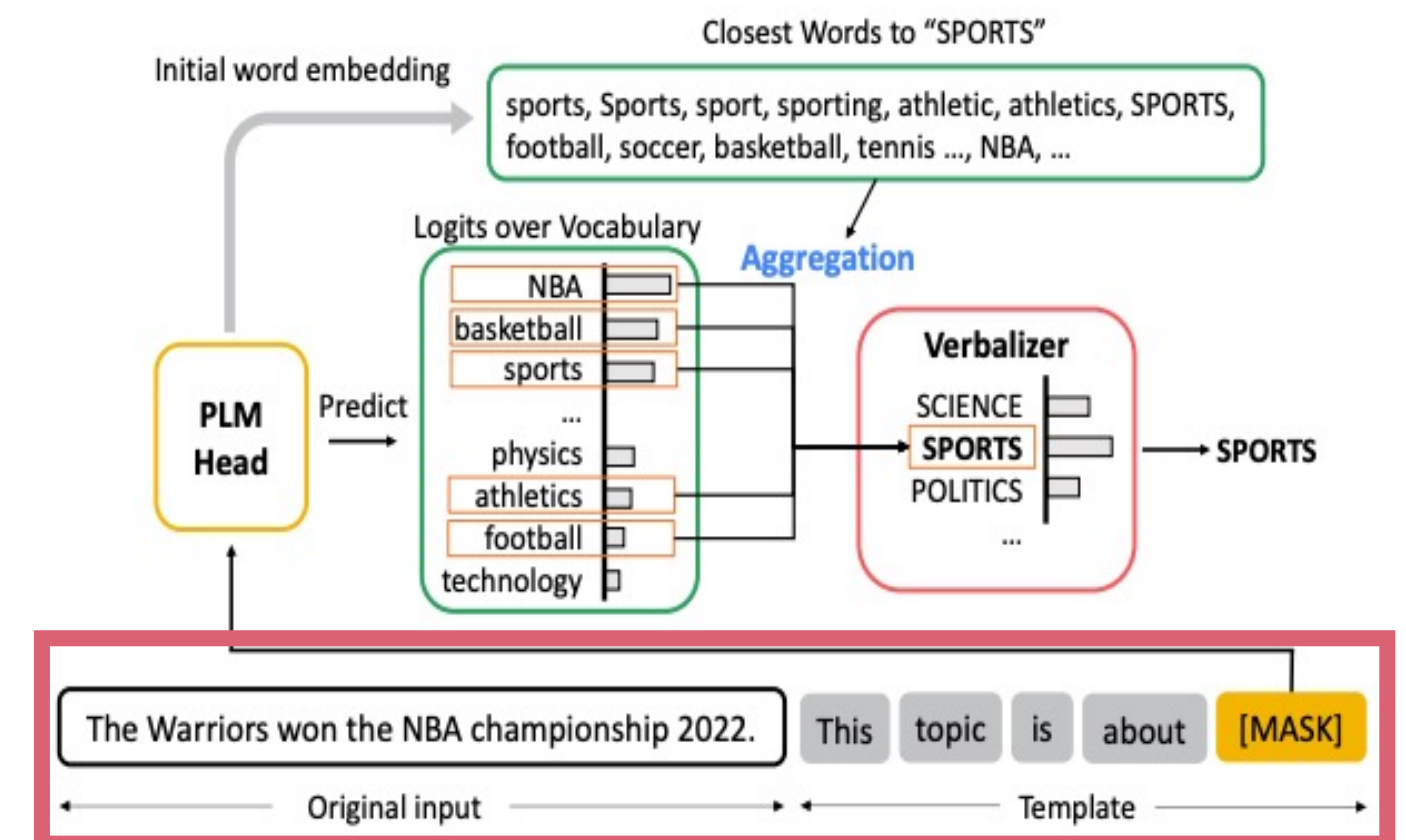 Closest Words to “SPORTS”
Initial word embedding
sports, Sports, sport, sporting, athletic, athletics, SPORTS,
football, soccer, basketball, tennis ..., NBA, ...
Logits over Vocabulary
Aggregation
NBA
basketball
sports
...
physics
athletics
football
technology
PLM
Head
Predict
Verbalizer
SCIENCE
SPORTS
POLITICS
...
SPORTS
The Warriors won the NBA championship 2022.
This topic is about [MASK]
Original input
Template